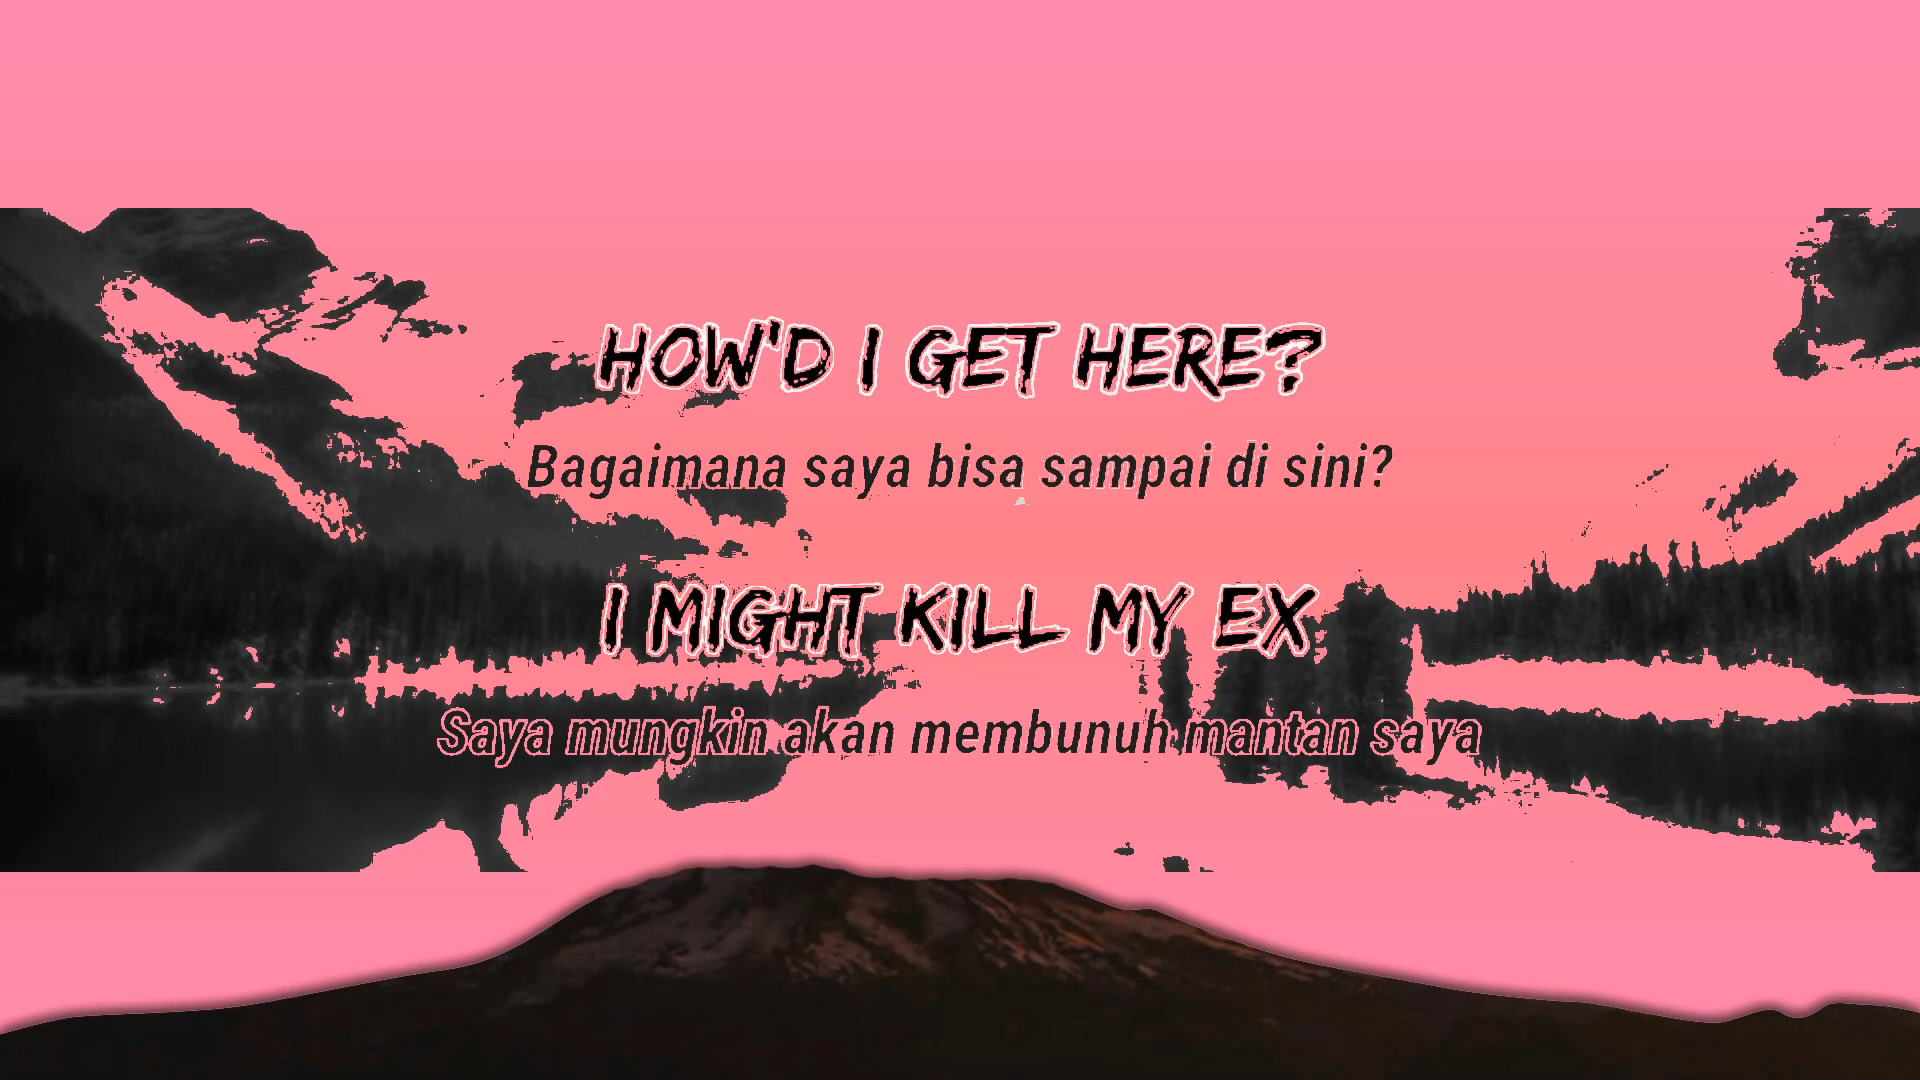 HOW'D I GET HERE?
Bagaimana saya bisa sampai di sini?
I MIGHT KILL MY EX
Saya mungkin akan membunuh mantan saya